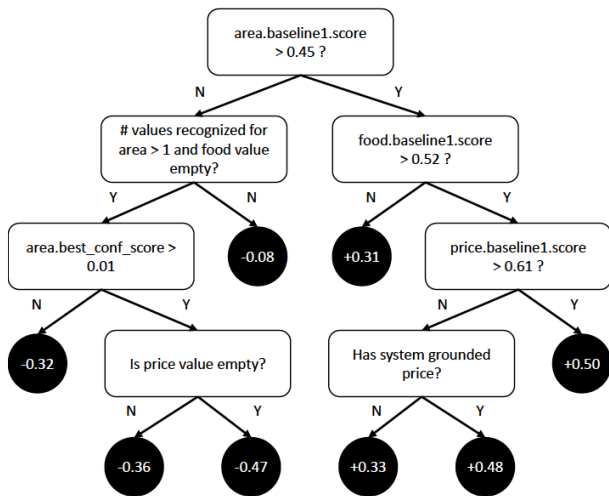 area.baseline1.score
> 0.45 ?
N
Y
# values recognized for
area > 1 and food value
empty?
food.baseline1.score
> 0.52 ?
Y
N
N
Y
area.best_conf_score >
0.01
-0.08
+0.31
price.baseline1.score
> 0.61 ?
N
Y
N
Y
-0.32
Is price value empty?
Has system grounded
price?
+0.50
N
Y
N
Y
-0.36
-0.47
+0.33
+0.48